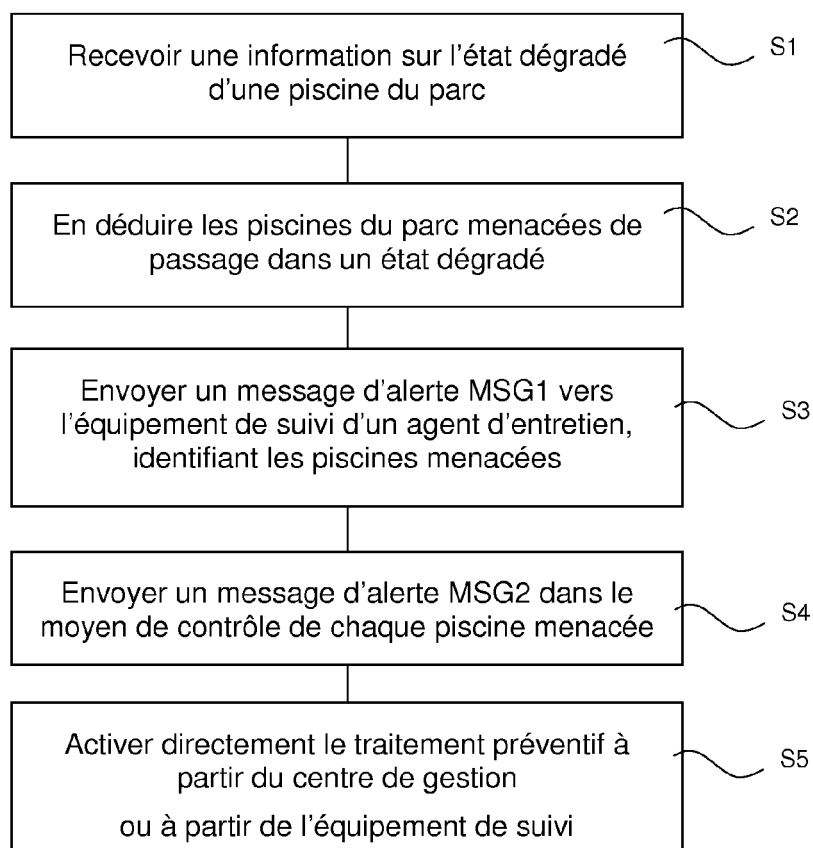 Recevoir une information sur l'état dégradé
d'une piscine du parc
S1
En déduire les piscines du parc menacées de
passage dans un état dégradé
S2
Envoyer un message d'alerte MSG1 vers
l'équipement de suivi d'un agent d'entretien,
identifiant les piscines menacées
S3
Envoyer un message d'alerte MSG2 dans le
moyen de contrôle de chaque piscine menacée
S4
Activer directement le traitement préventif à
partir du centre de gestion
ou à partir de l'équipement de suivi
S5